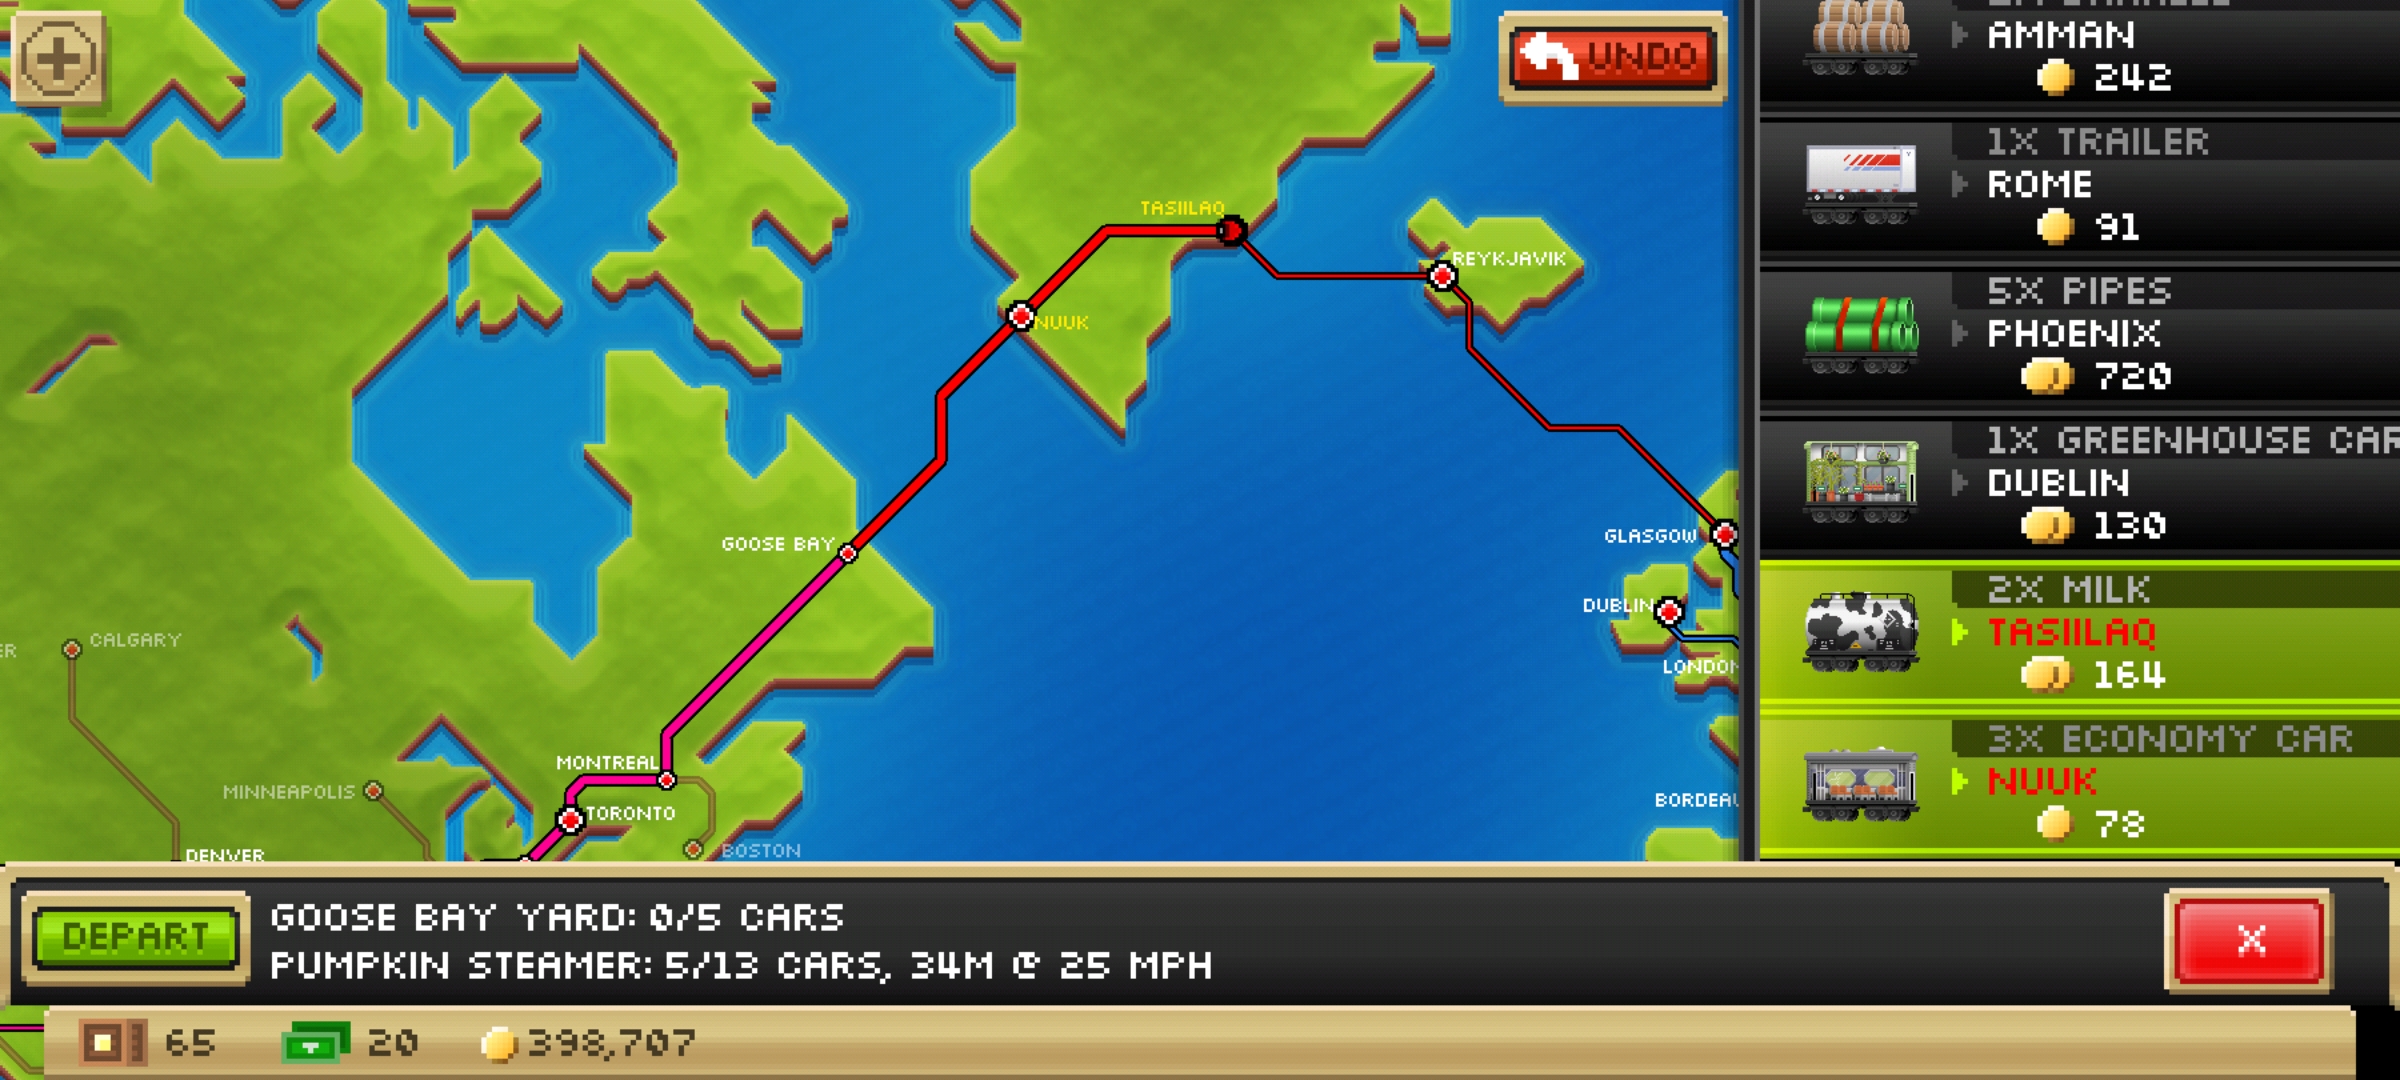 UNDO
AMMAN
242
1X TRAILER
ROME
91
5X PIPES
PHOENIX
720
1X GREENHOUSE CAR
DUBLIN
130
2X MILK
TASIILAQ
164
3X ECONOMY CAR
NUUK
78
TASIILAQ
REYKJAVIK
NUUK
GOOSE BAY
GLASGOW
DUBLIN
LONDON
CALGARY
MONTREAL
MINNEAPOLIS
TORONTO
BORDEAU
BOSTON
DENVER
DEPART
GOOSE BAY YARD: 0/5 CARS
PUMPKIN STEAMER: 5/13 CARS, 34M @ 25 MPH
X
65
20
398,707